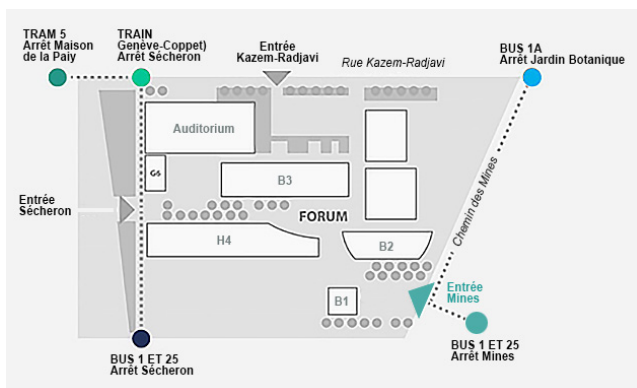 TRAM 5
Arrêt Maison
de la Paiy
TRAIN
Genève-Coppet)
Arrêt Sécheron
Entrée
Kazem-Radjavi
Rue Kazem-Radjavi
BUS 1A
Arrêt Jardin Botanique
Auditorium
G6
B3
Entrée
Sécheron
FORUM
Chemin des Mines
H4
B2
B1
Entrée
Mines
BUS 1 ET 25
Arrêt Sécheron
BUS 1 ET 25
Arrêt Mines